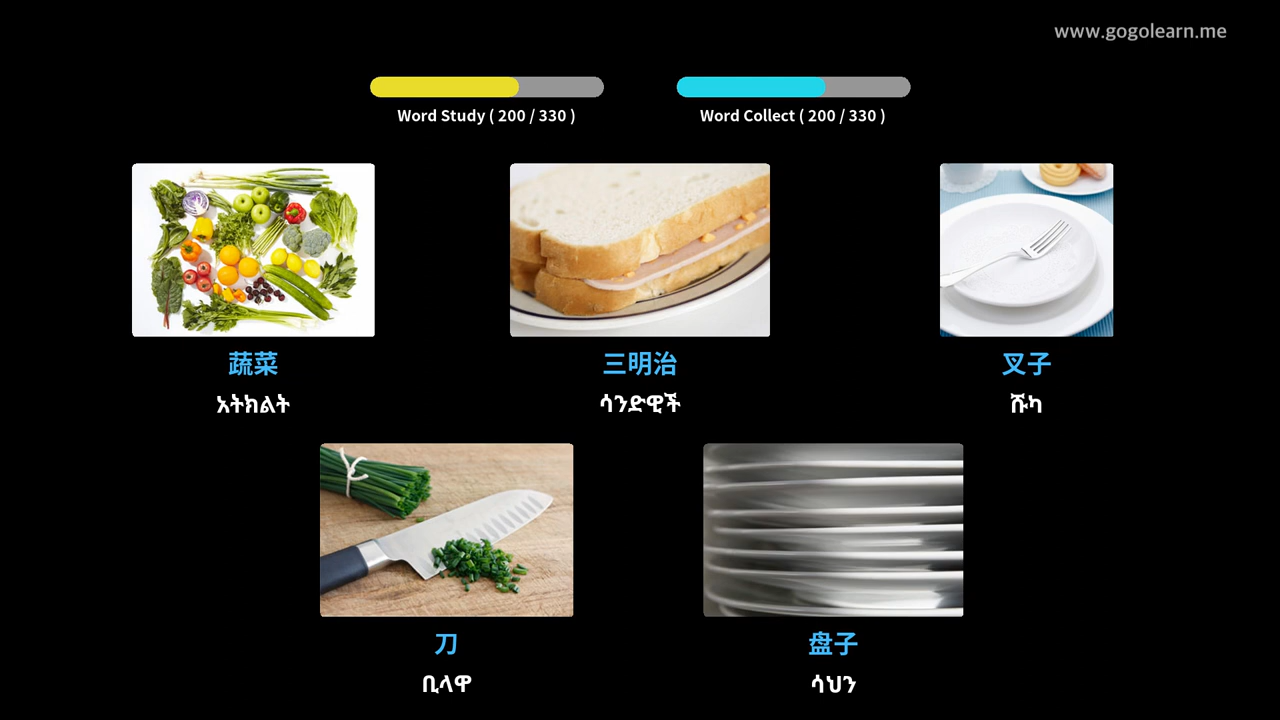 www.gogolearn.me
Word Study ( 200 / 330 )
Word Collect ( 200 / 330 )
蔬菜
አትክልት
三明治
ሳንድዊች
叉子
ሹካ
刀
ቢላዋ
盘子
ሳህን